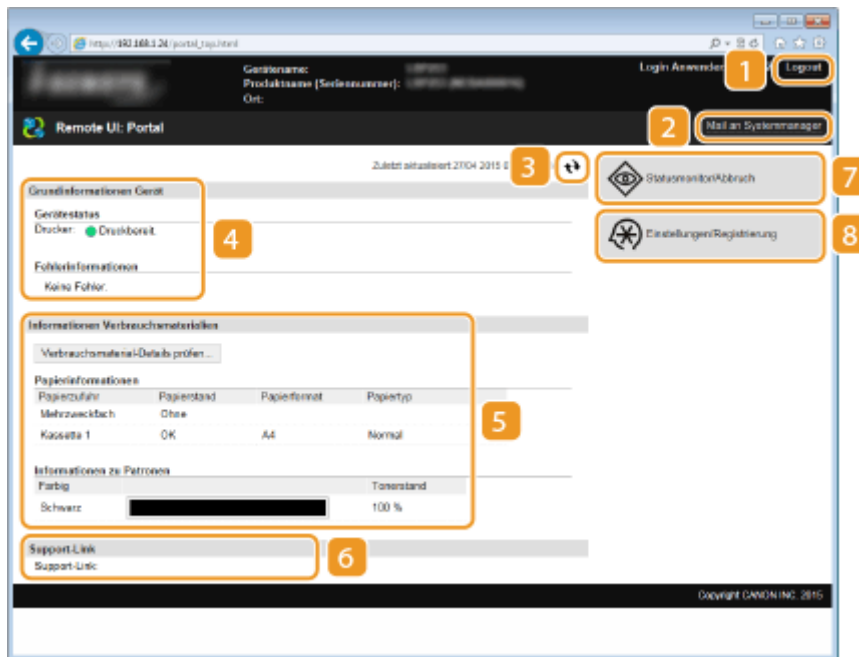 http://192.168.1.24/portal_top.html
Gerätename:
Produktname (Seriennummer):
Ort:
Login Anwender
1
Logout
Remote UI: Portal
2
Mail an Systemmanager
Zuletzt aktualisiert 27/04 2015
3
Grundinformationen Gerät
Gerätestatus
Drucker: Druckbereit.
4
Fehlerinformationen
Keine Fehler.
Statusmonitor/Abbruch
7
Einstellungen/Registrierung
8
Informationen Verbrauchsmaterialien
Verbrauchsmaterial-Details prüfen...
Papierinformationen
Papierzufuhr Papierstand Papierformat Papiertyp
Mehrzweckfach Ohne
Kassette 1 OK A4 Normal
5
Informationen zu Patronen
Farbig Tonerstand
Schwarz 100 %
Support-Link
Support-Link:
6
Copyright CANON INC. 2015